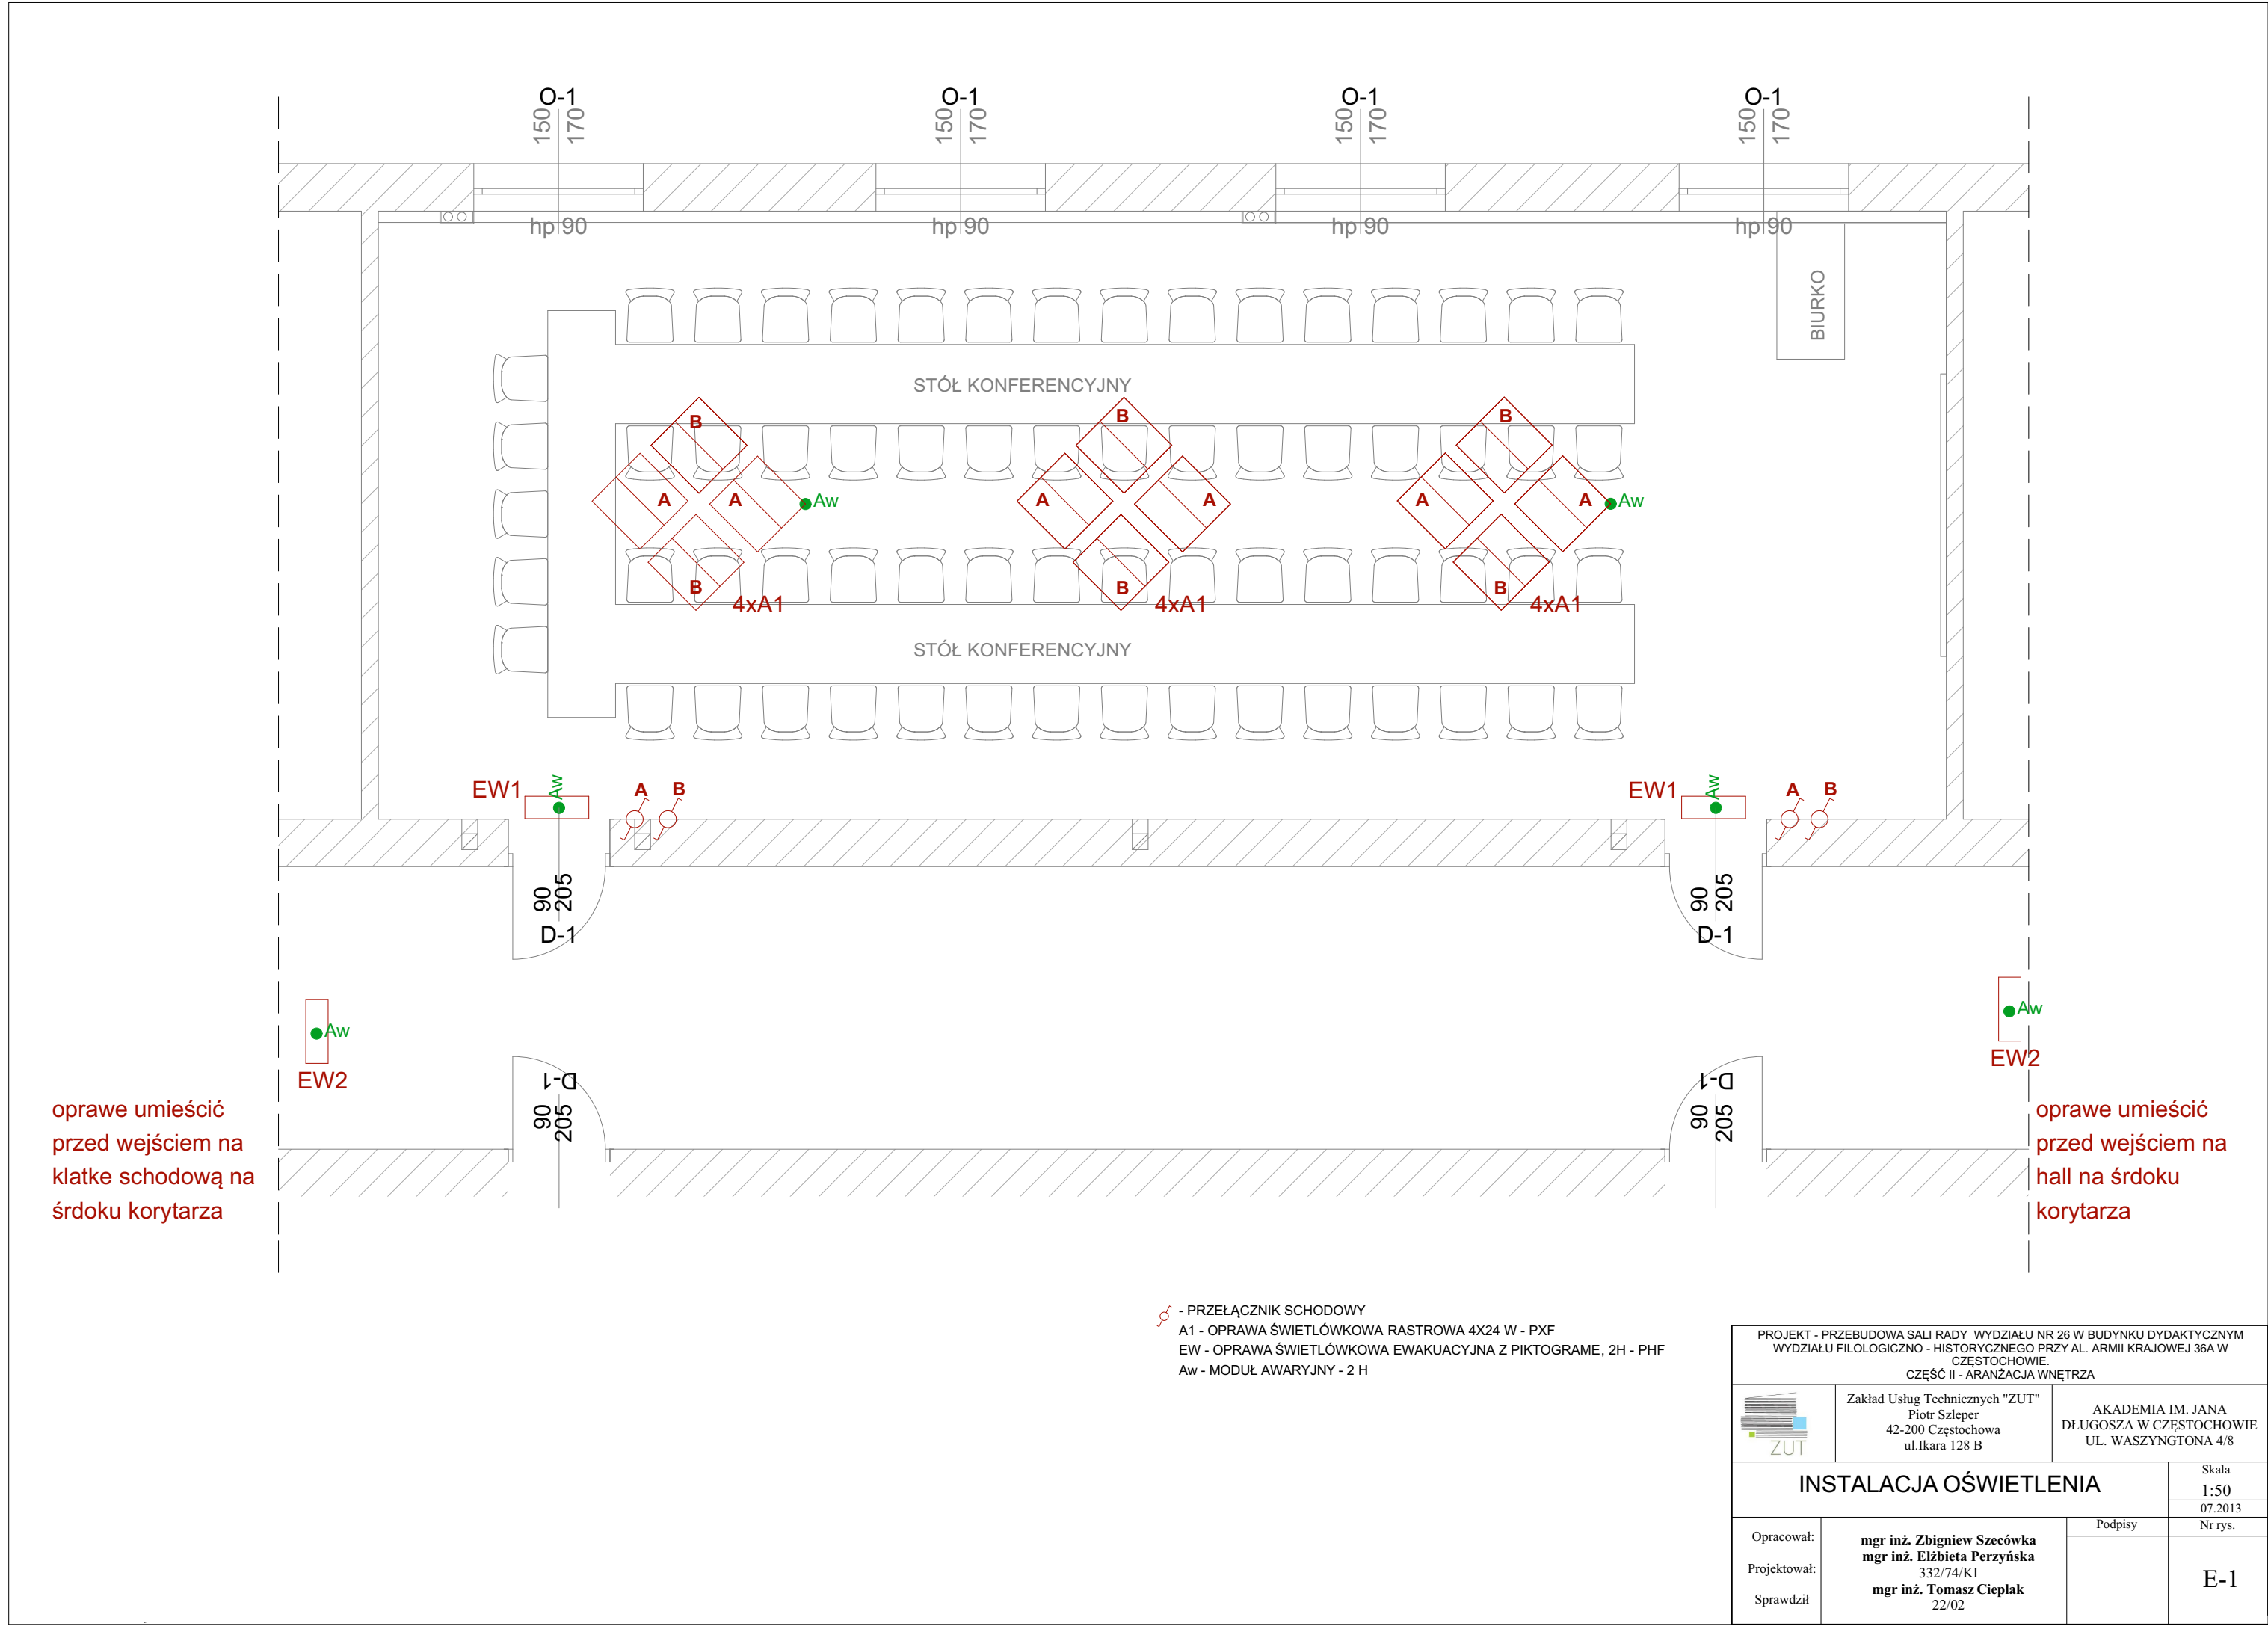 O-1 O-1 O-1 O-1
150 170 150 170 150 170 150 170
hp 90 hp 90 hp 90 hp 90
BIURKO
STÓŁ KONFERENCYJNY
B B B
A A Aw A A A A Aw
B B B
4xA1 4xA1 4xA1
STÓŁ KONFERENCYJNY
EW1 Aw A B EW1 Aw A B
90 205 90 205
D-1 D-1
Aw Aw
EW2 EW2
D-1 D-1
90 205 90 205
oprawe umieścić
przed wejściem na
klatke schodową na
śrdoku korytarza
oprawe umieścić
przed wejściem na
hall na śrdoku
korytarza
- PRZEŁĄCZNIK SCHODOWY
A1 - OPRAWA ŚWIETLÓWKOWA RASTROWA 4X24 W - PXF
EW - OPRAWA ŚWIETLÓWKOWA EWAKUACYJNA Z PIKTOGRAME, 2H - PHF
Aw - MODUŁ AWARYJNY - 2 H
PROJEKT - PRZEBUDOWA SALI RADY WYDZIAŁU NR 26 W BUDYNKU DYDAKTYCZNYM
WYDZIAŁU FILOLOGICZNO - HISTORYCZNEGO PRZY AL. ARMII KRAJOWEJ 36A W
CZĘSTOCHOWIE.
CZĘŚĆ II - ARANŻACJA WNĘTRZA
ZUT
Zakład Usług Technicznych "ZUT"
Piotr Szleper
42-200 Częstochowa
ul.Ikara 128 B
AKADEMIA IM. JANA
DŁUGOSZA W CZĘSTOCHOWIE
UL. WASZYNGTONA 4/8
INSTALACJA OŚWIETLENIA
Skala
1:50
07.2013
Podpisy
Nr rys.
Opracował:
mgr inż. Zbigniew Szecówka
mgr inż. Elżbieta Perzyńska
Projektował:
332/74/KI
mgr inż. Tomasz Cieplak
Sprawdził
22/02
E-1